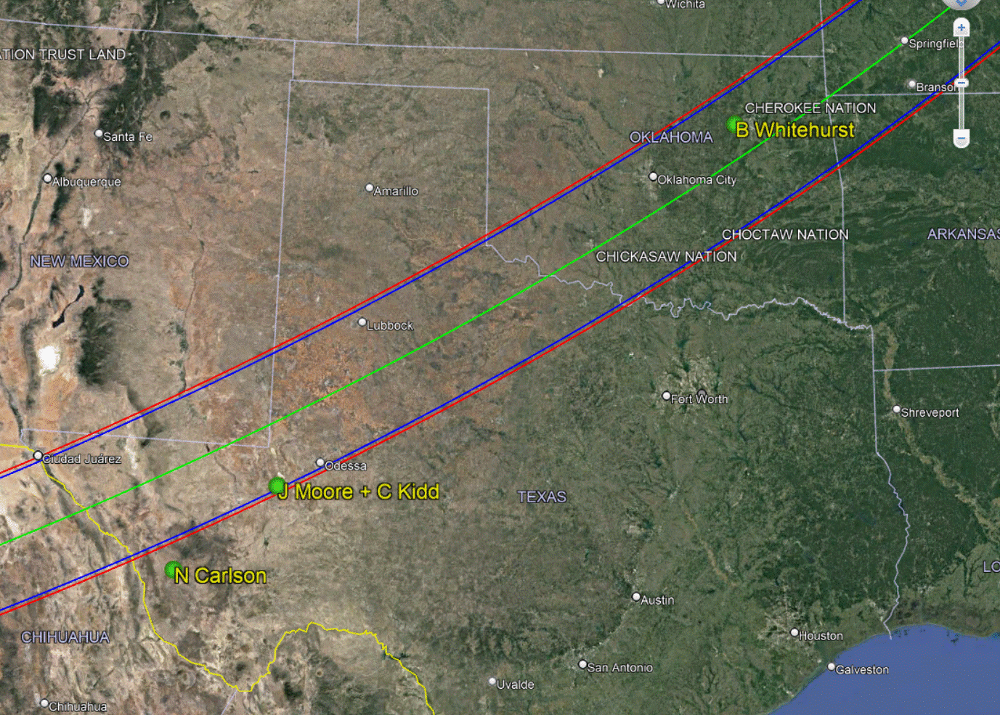 Wichita
Springfield
ATION TRUST LAND
Branson
CHEROKEE NATION
B Whitehurst
OKLAHOMA
Santa Fe
Oklahoma City
Albuquerque
Amarillo
CHOCTAW NATION
ARKANSAS
CHICKASAW NATION
NEW MEXICO
Lubbock
Fort Worth
Shreveport
Ciudad Juárez
Odessa
J Moore + C Kidd
TEXAS
N Carlson
LO
Austin
CHIHUAHUA
Houston
San Antonio
Galveston
Uvalde
Chihuahua